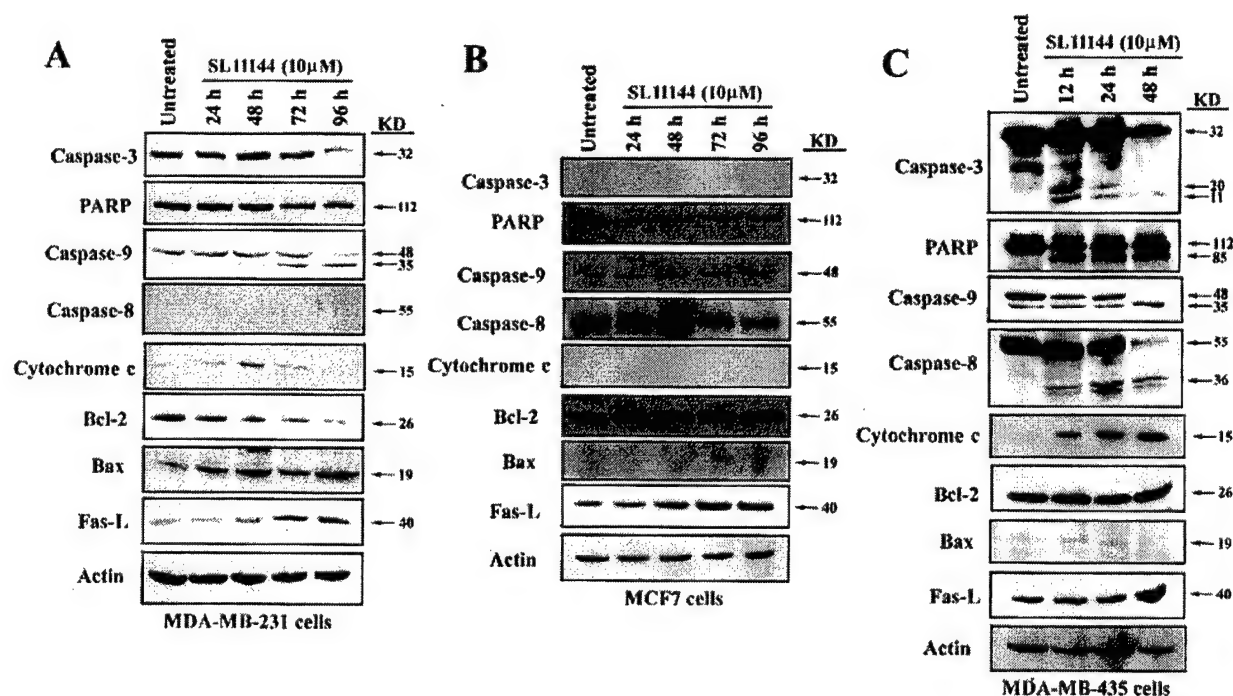 A
Untreated
SL11144 (10µM)
24 h
48 h
72 h
96 h
KD
Caspase-3
32
PARP
112
Caspase-9
48
35
Caspase-8
55
Cytochrome c
15
Bcl-2
26
Bax
19
Fas-L
40
Actin
MDA-MB-231 cells
B
Untreated
SL11144 (10µM)
24 h
48 h
72 h
96 h
KD
Caspase-3
32
PARP
112
Caspase-9
48
Caspase-8
55
Cytochrome c
15
Bcl-2
26
Bax
19
Fas-L
40
Actin
MCF7 cells
C
Untreated
SL11144 (10µM)
12 h
24 h
48 h
KD
Caspase-3
32
20
11
PARP
112
85
Caspase-9
48
35
Caspase-8
55
36
Cytochrome c
15
Bcl-2
26
Bax
19
Fas-L
40
Actin
MDA-MB-435 cells